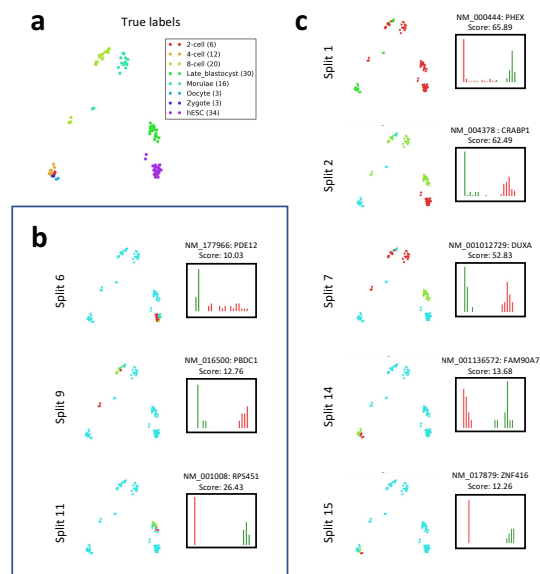 a
True labels
2-cell (6)
4-cell (12)
8-cell (20)
Late_blastocyst (30)
Morulae (16)
Oocyte (3)
Zygote (3)
hESC (34)
b
Split 6
NM_177966: PDE12
Score: 10.03
Split 9
NM_016500: PBDC1
Score: 12.76
Split 11
NM_001008: RPS451
Score: 26.43
c
Split 1
NM_000444: PHEX
Score: 65.89
Split 2
NM_004378 : CRABP1
Score: 62.49
Split 7
NM_001012729: DUXA
Score: 52.83
Split 14
NM_001136572: FAM90A7
Score: 13.68
Split 15
NM_017879: ZNF416
Score: 12.26